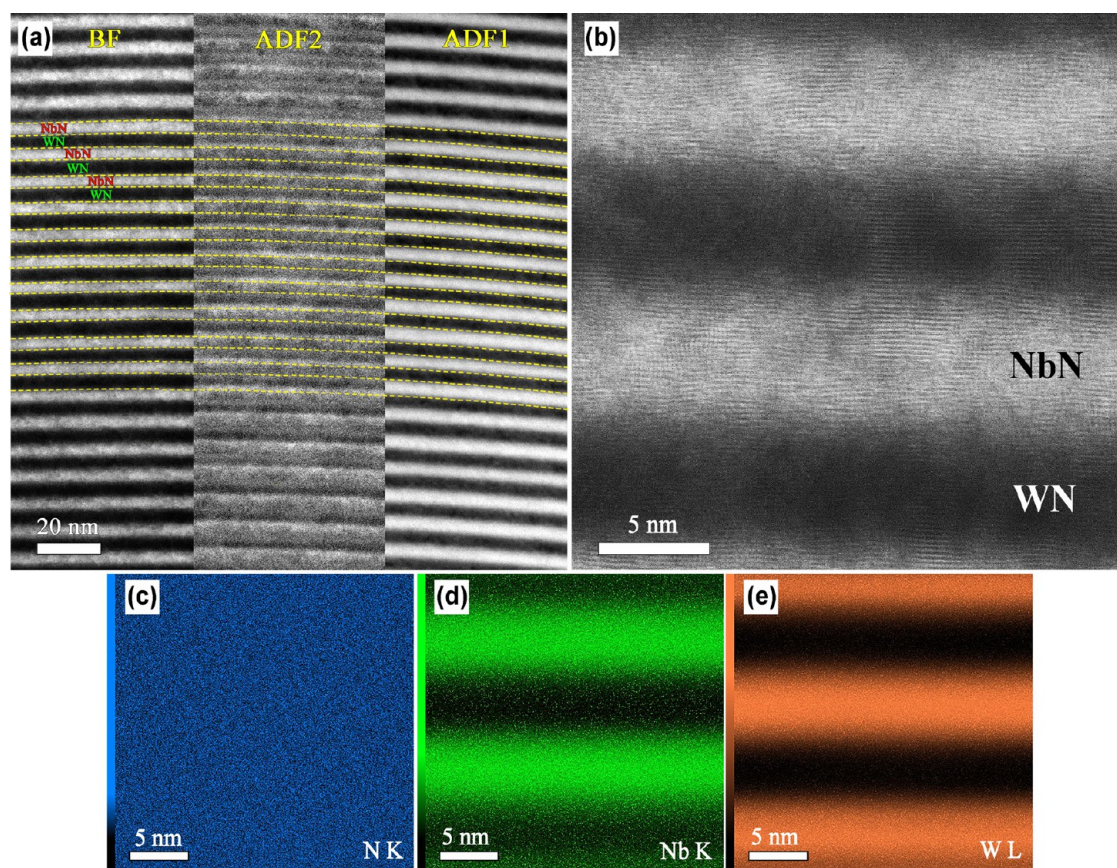 (a)
BF
ADF2
ADF1
NbN
WN
NbN
WN
NbN
WN
20 nm
(b)
NbN
WN
5 nm
(c)
5 nm
N K
(d)
5 nm
Nb K
(e)
5 nm
W L